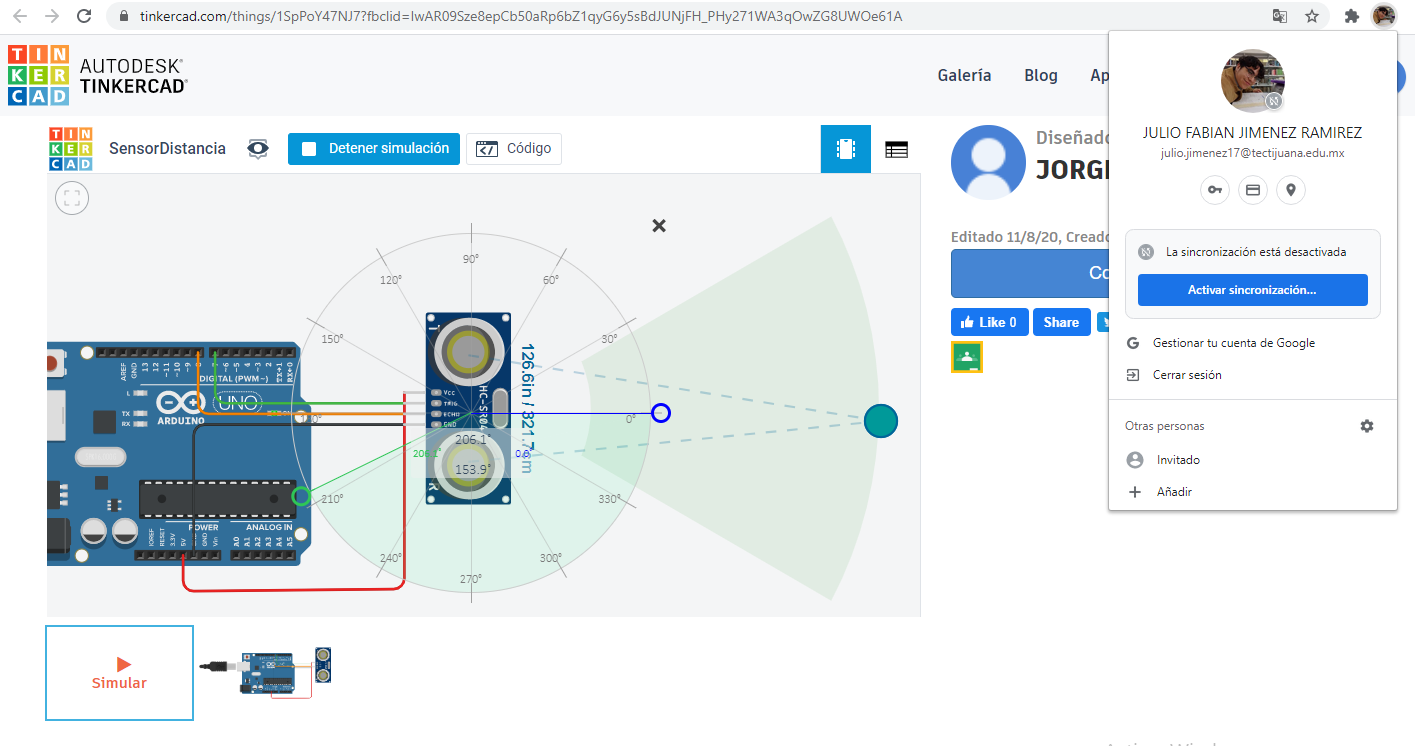 tinkercad.com/things/1SpPoY47NJ7?fbclid=IwAR09Sze8epCb50aRp6bZ1qyG6y5sBdJUNjFH_PHy271WA3qOwZG8UWOe61A
TIN
KER
CAD
AUTODESK®
TINKERCAD®
Galería
Blog
Ap
TIN
KER
CAD
SensorDistancia
Detener simulación
Código
Diseñado
JORGE
Editado 11/8/20, Creado
Co
Like 0
Share
JULIO FABIAN JIMENEZ RAMIREZ
julio.jimenez17@tectijuana.edu.mx
La sincronización está desactivada
Activar sincronización...
Gestionar tu cuenta de Google
Cerrar sesión
Otras personas
Invitado
Añadir
90°
120°
60°
150°
30°
0°
210°
330°
240°
300°
270°
T
R
HC-SR04
Vcc
TRIG
ECHO
GND
126.6in / 321.7cm
206.1°
153.9°
0.0°
AREF
GND
13
12
~11
~10
~9
7
~6
~5
4
~3
2
TX→1
RX←0
DIGITAL (PWM~)
L
TX
RX
UNO
ARDUINO
IOREF
RESET
3.3V
5V
GND
Vin
POWER
ANALOG IN
A0
A1
A2
A3
A4
A5
Simular